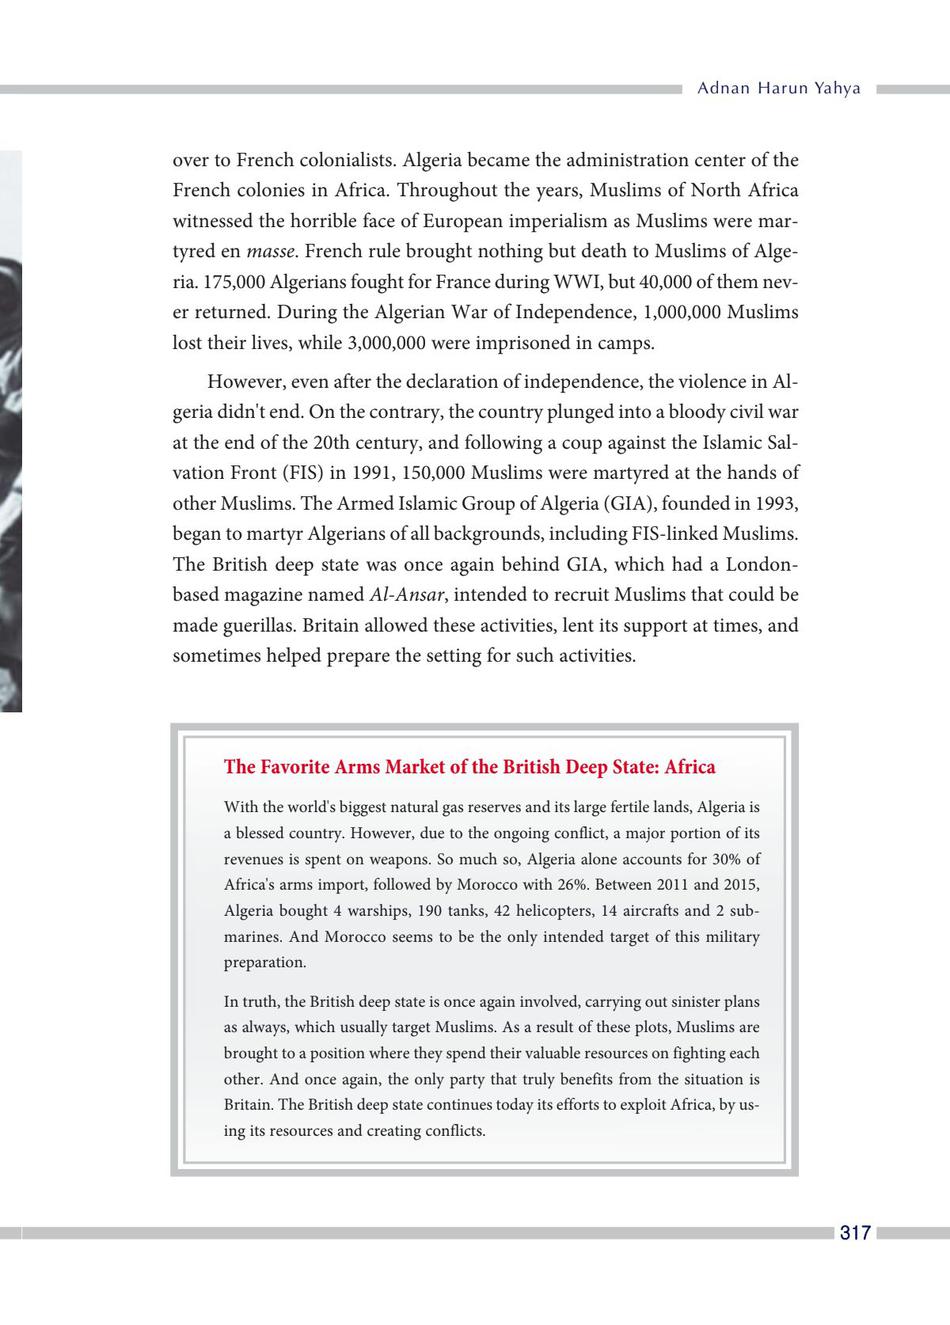 Adnan Harun Yahya
over to French colonialists. Algeria became the administration center of the
French colonies in Africa. Throughout the years, Muslims of North Africa
witnessed the horrible face of European imperialism as Muslims were mar-
tyred en masse. French rule brought nothing but death to Muslims of Alge-
ria. 175,000 Algerians fought for France during WWI, but 40,000 of them nev-
er returned. During the Algerian War of Independence, 1,000,000 Muslims
lost their lives, while 3,000,000 were imprisoned in camps.
However, even after the declaration of independence, the violence in Al-
geria didn't end. On the contrary, the country plunged into a bloody civil war
at the end of the 20th century, and following a coup against the Islamic Sal-
vation Front (FIS) in 1991, 150,000 Muslims were martyred at the hands of
other Muslims. The Armed Islamic Group of Algeria (GIA), founded in 1993,
began to martyr Algerians of all backgrounds, including FIS-linked Muslims.
The British deep state was once again behind GIA, which had a London-
based magazine named Al-Ansar, intended to recruit Muslims that could be
made guerillas. Britain allowed these activities, lent its support at times, and
sometimes helped prepare the setting for such activities.
The Favorite Arms Market of the British Deep State: Africa
With the world's biggest natural gas reserves and its large fertile lands, Algeria is
a blessed country. However, due to the ongoing conflict, a major portion of its
revenues is spent on weapons. So much so, Algeria alone accounts for 30% of
Africa's arms import, followed by Morocco with 26%. Between 2011 and 2015,
Algeria bought 4 warships, 190 tanks, 42 helicopters, 14 aircrafts and 2 sub-
marines. And Morocco seems to be the only intended target of this military
preparation.
In truth, the British deep state is once again involved, carrying out sinister plans
as always, which usually target Muslims. As a result of these plots, Muslims are
brought to a position where they spend their valuable resources on fighting each
other. And once again, the only party that truly benefits from the situation is
Britain. The British deep state continues today its efforts to exploit Africa, by us-
ing its resources and creating conflicts.
317